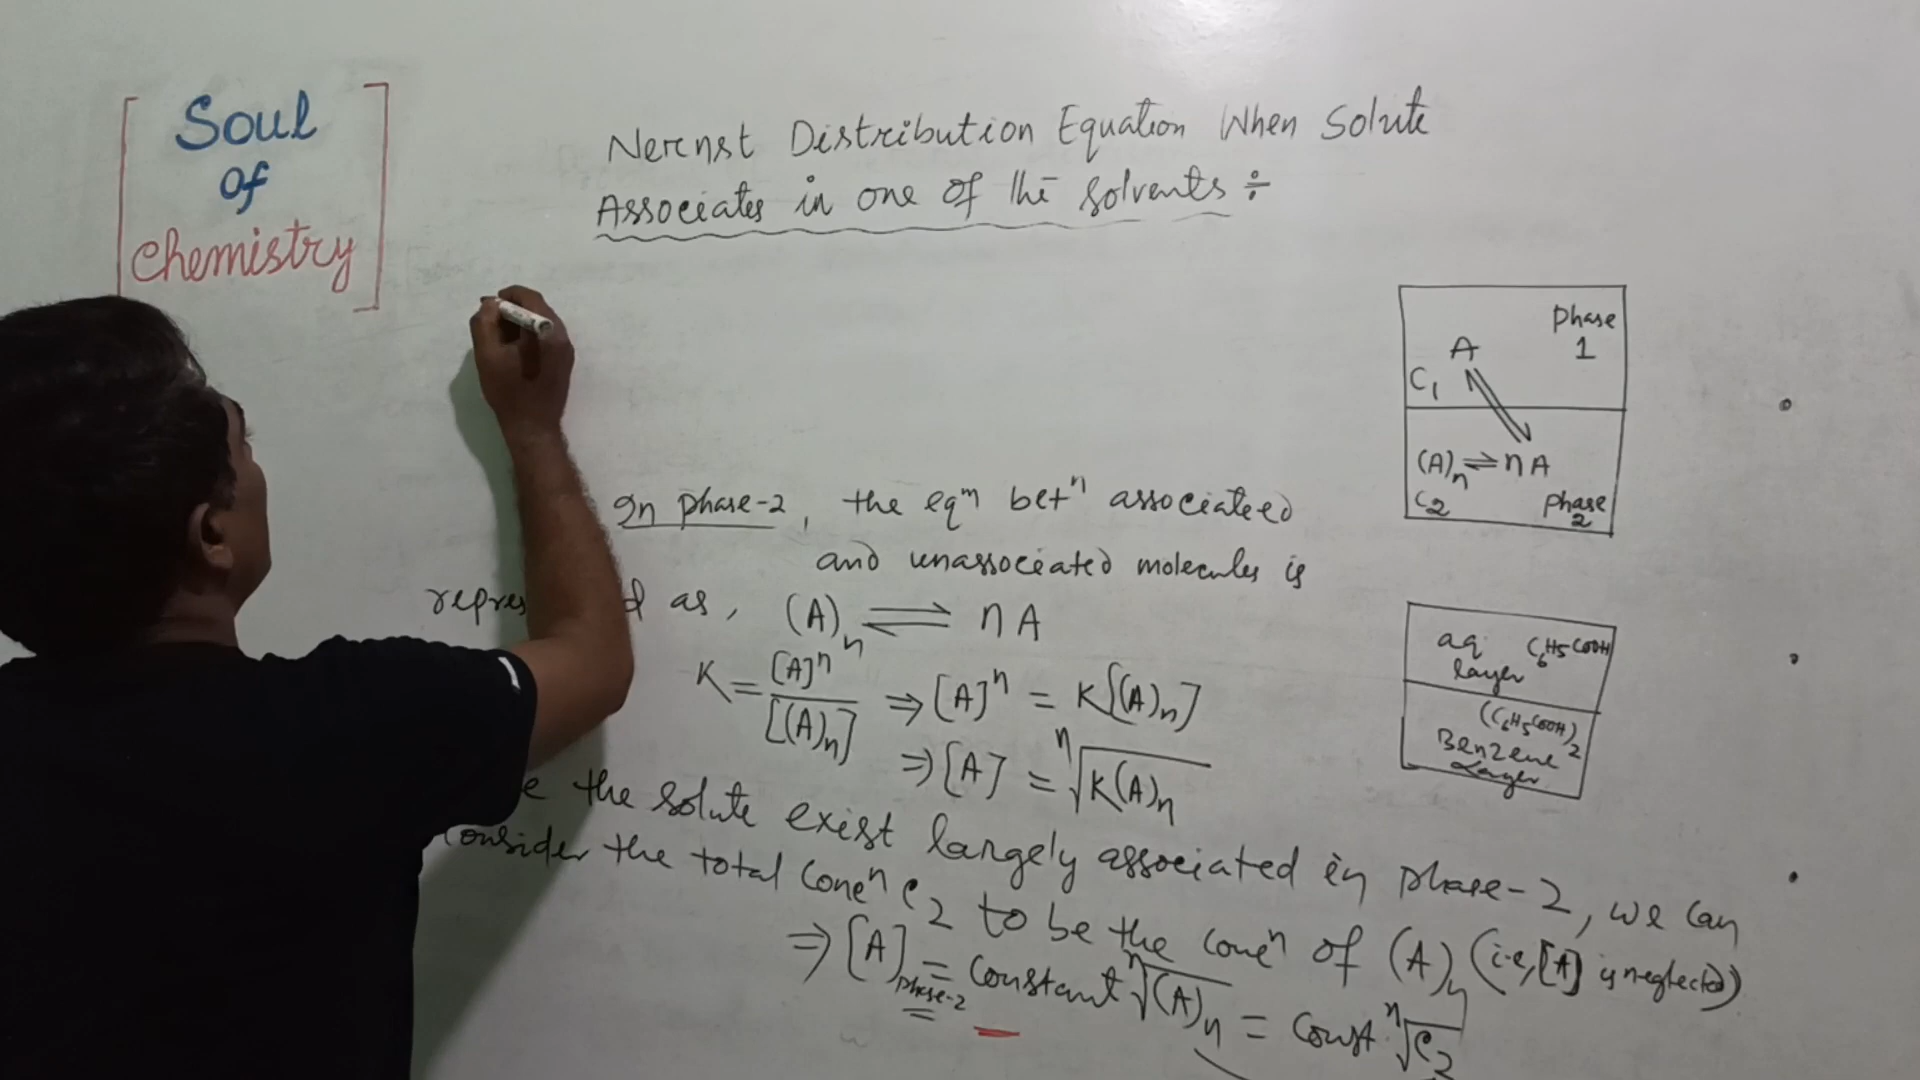 Soul
of
Chemistry
Nernst Distribution Equation When Solute
Associates in one of the solvents ÷
Phase
1
A
C₁
(A)ₙ ⇌ nA
C₂
Phase
2
In phase-2, the eqᵐ betⁿ associateed
and unassociated molecules is
as, (A)ₙ ⇌ nA
K = [A]ⁿ / [(A)ₙ] ⇒ [A]ⁿ = K[(A)ₙ]
⇒ [A] = ⁿ√K(A)ₙ
the solute exist largely associated in phase-2, we can
consider the total concⁿ C₂ to be the concⁿ of (A)ₙ (i.e, [A] is neglected)
⇒ [A]phase-2 = constant ⁿ√(A)ₙ = const ⁿ√C₂
aq C₆H₅COOH
layer
(C₆H₅COOH)₂
Benzene
Layer